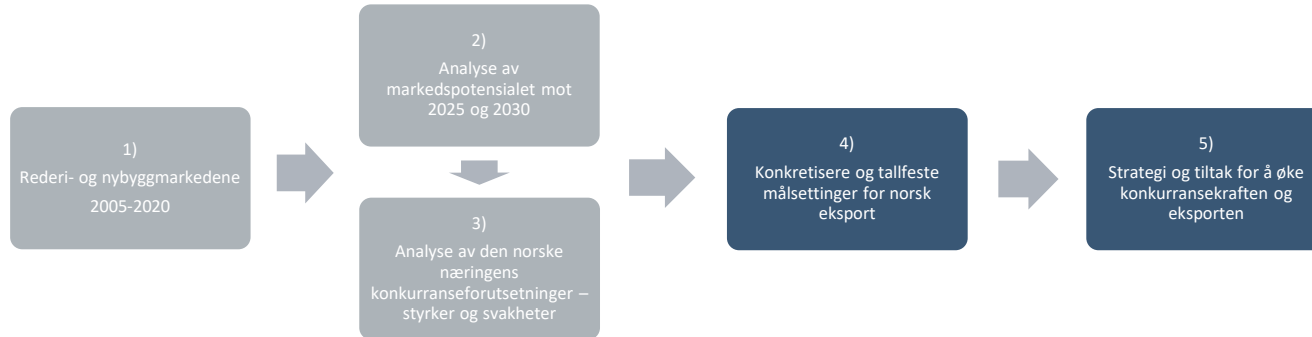 1)
Rederi- og nybyggmarkedene
2005-2020
2)
Analyse av
markedspotensialet mot
2025 og 2030
3)
Analyse av den norske
næringens
konkurranseforutsetninger –
styrker og svakheter
4)
Konkretisere og tallfeste
målsettinger for norsk
eksport
5)
Strategi og tiltak for å øke
konkurransekraften og
eksporten